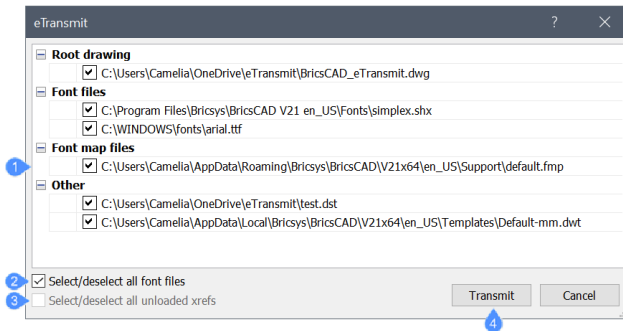 eTransmit
Root drawing
C:\Users\Camelia\OneDrive\eTransmit\BricsCAD_eTransmit.dwg
Font files
C:\Program Files\Bricsys\BricsCAD V21 en_US\Fonts\simplex.shx
C:\WINDOWS\fonts\arial.ttf
Font map files
1 C:\Users\Camelia\AppData\Roaming\Bricsys\BricsCAD\V21x64\en_US\Support\default.fmp
Other
C:\Users\Camelia\OneDrive\eTransmit\test.dst
C:\Users\Camelia\AppData\Local\Bricsys\BricsCAD\V21x64\en_US\Templates\Default-mm.dwt
2 Select/deselect all font files
3 Select/deselect all unloaded xrefs
Transmit Cancel
4